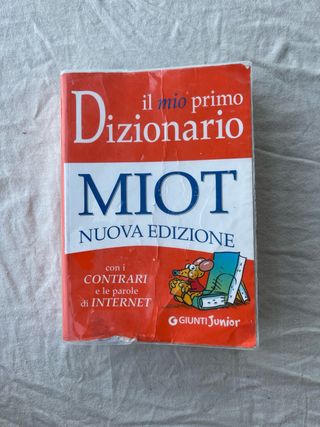 il mio primo
Dizionario
MIOT
NUOVA EDIZIONE
con i
CONTRARI
e le parole
di INTERNET
GIUNTI Junior